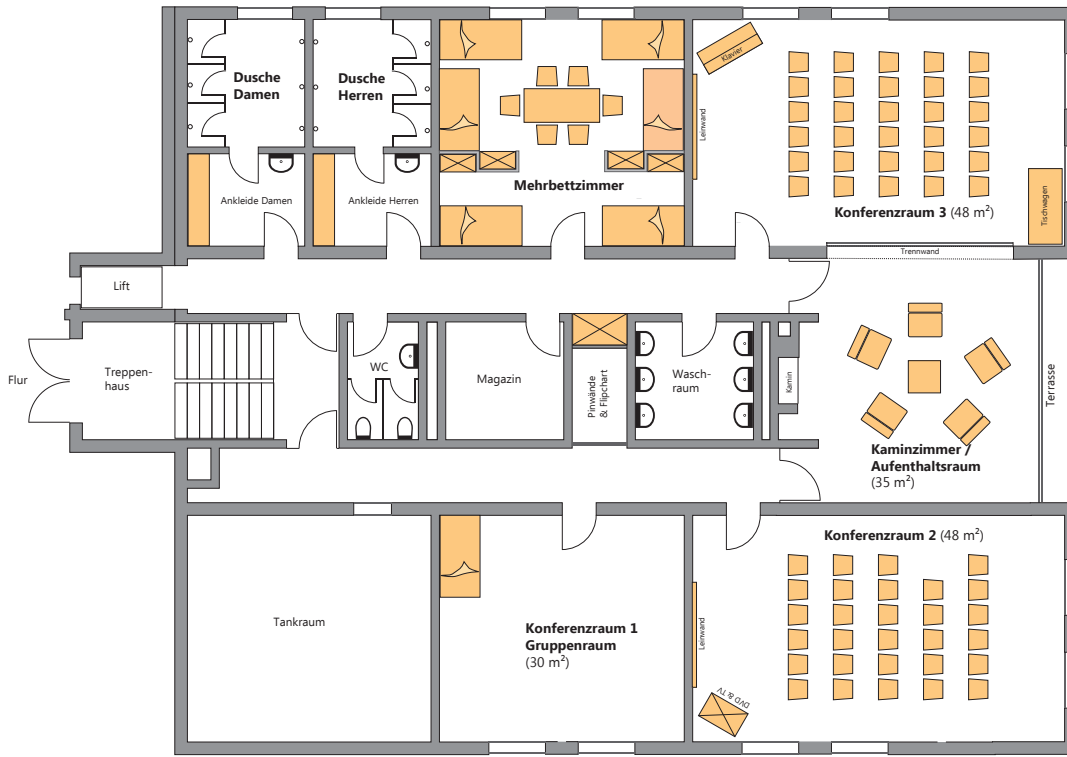 Dusche
Damen
Dusche
Herren
Mehrbettzimmer
Klavier
Leinwand
Konferenzraum 3 (48 m²)
Tischwagen
Ankleide Damen
Ankleide Herren
Trennwand
Lift
Flur
Treppen-
haus
WC
Magazin
Pinwände
& Flipchart
Wasch-
raum
Kamin
Terrasse
Kaminzimmer /
Aufenthaltsraum
(35 m²)
Tankraum
Konferenzraum 1
Gruppenraum
(30 m²)
Konferenzraum 2 (48 m²)
Leinwand
DVD & TV